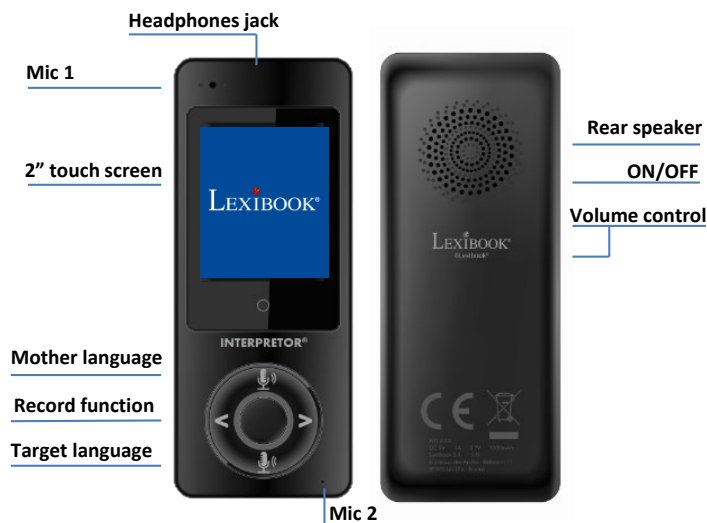 Headphones jack
Mic 1
2” touch screen
LEXIBOOK®
INTERPRETOR®
Mother language
Record function
Target language
Mic 2
Rear speaker
ON/OFF
Volume control
LEXIBOOK®
CE